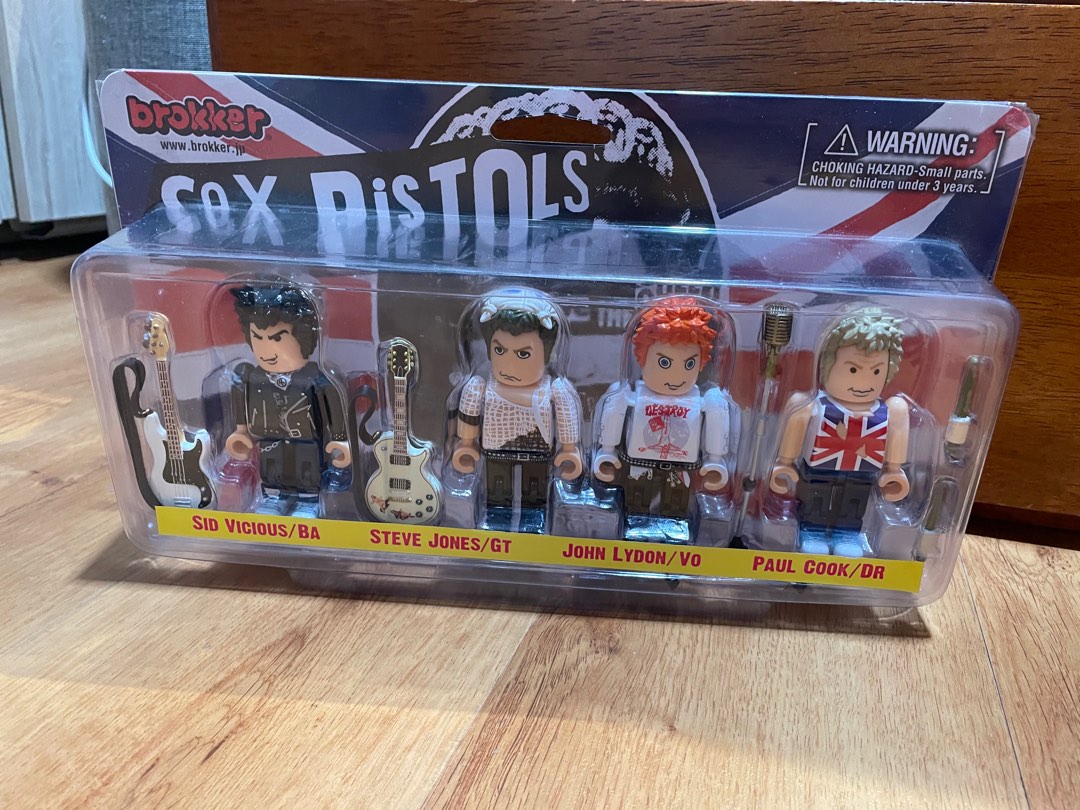 brokker
www.brokker.jp
SeX PiSTOLS
WARNING:
CHOKING HAZARD-Small parts.
Not for children under 3 years.
DESTROY
SID VICIOUS/BA
STEVE JONES/GT
JOHN LYDON/VO
PAUL COOK/DR